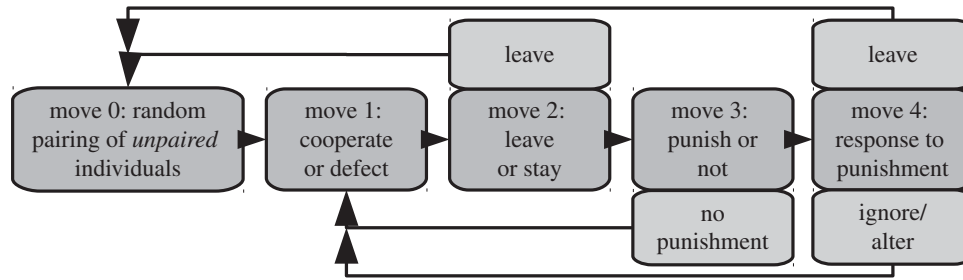 leave
leave
move 0: random
pairing of unpaired
individuals
move 1:
cooperate
or defect
move 2:
leave
or stay
move 3:
punish or
not
move 4:
response to
punishment
no
punishment
ignore/
alter